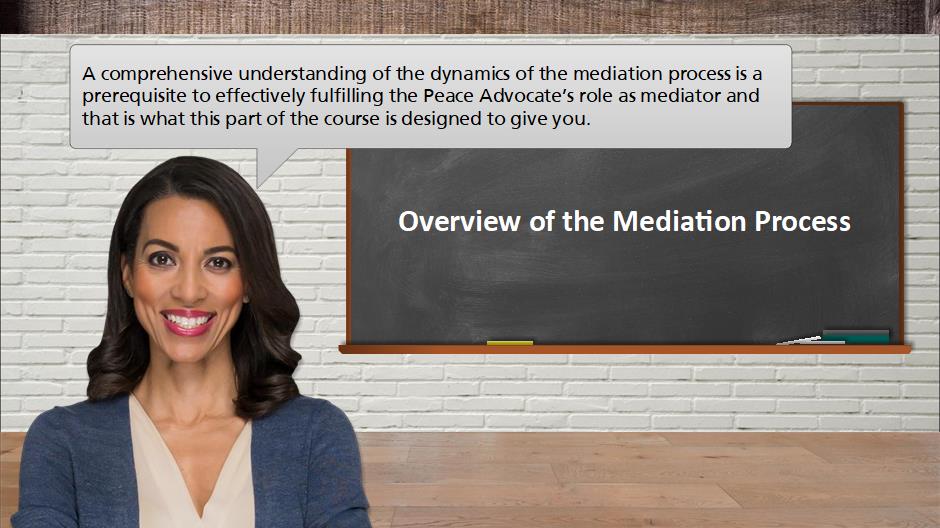 A comprehensive understanding of the dynamics of the mediation process is a
prerequisite to effectively fulfilling the Peace Advocate’s role as mediator and
that is what this part of the course is designed to give you.
Overview of the Mediation Process